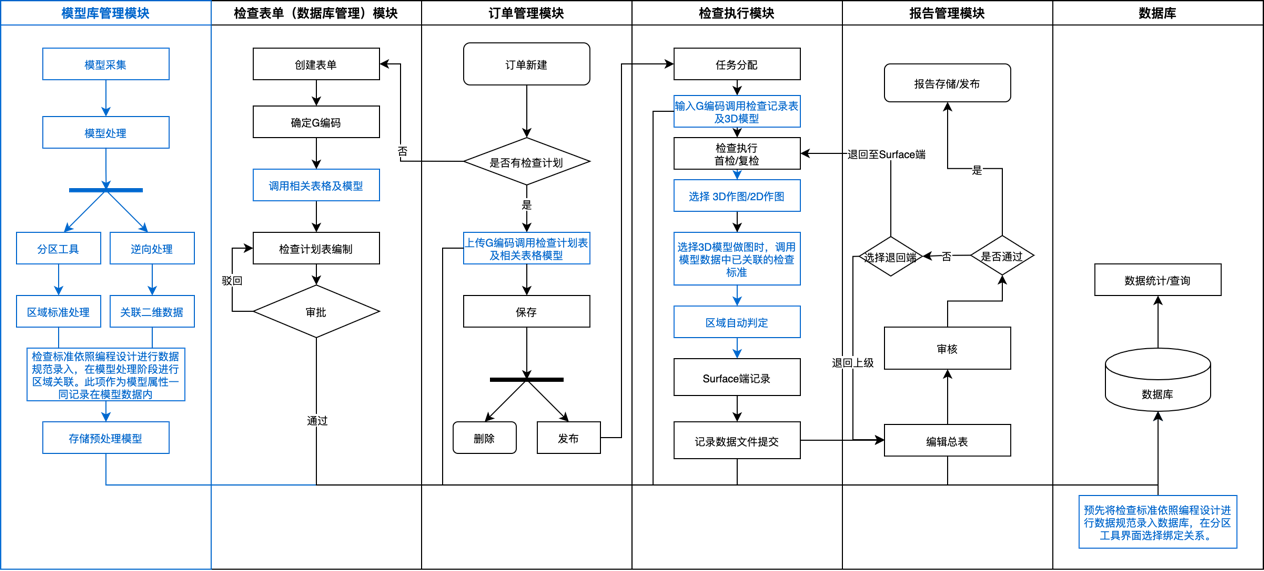 模型库管理模块
检查表单（数据库管理）模块
订单管理模块
检查执行模块
报告管理模块
数据库
模型采集
模型处理
分区工具
逆向处理
区域标准处理
关联二维数据
检查标准依照编程设计进行数据
规范录入，在模型处理阶段进行
区域关联。此项作为模型属性一
同记录在模型数据内
存储预处理模型
创建表单
确定G编码
调用相关表格及模型
检查计划表编制
驳回
审批
通过
订单新建
否
是否有检查计划
是
上传G编码调用检查计划表
及相关表格模型
保存
删除
发布
任务分配
输入G编码调用检查记录表
及3D模型
检查执行
首检/复检
选择 3D作图/2D作图
选择3D模型做图时，调用
模型数据中已关联的检查
标准
区域自动判定
Surface端记录
记录数据文件提交
报告存储/发布
退回至Surface端
是
选择退回端
否
是否通过
审核
退回上级
编辑总表
数据统计/查询
数据库
预先将检查标准依照编程设计进
行数据规范录入数据库，在分区
工具界面选择绑定关系。